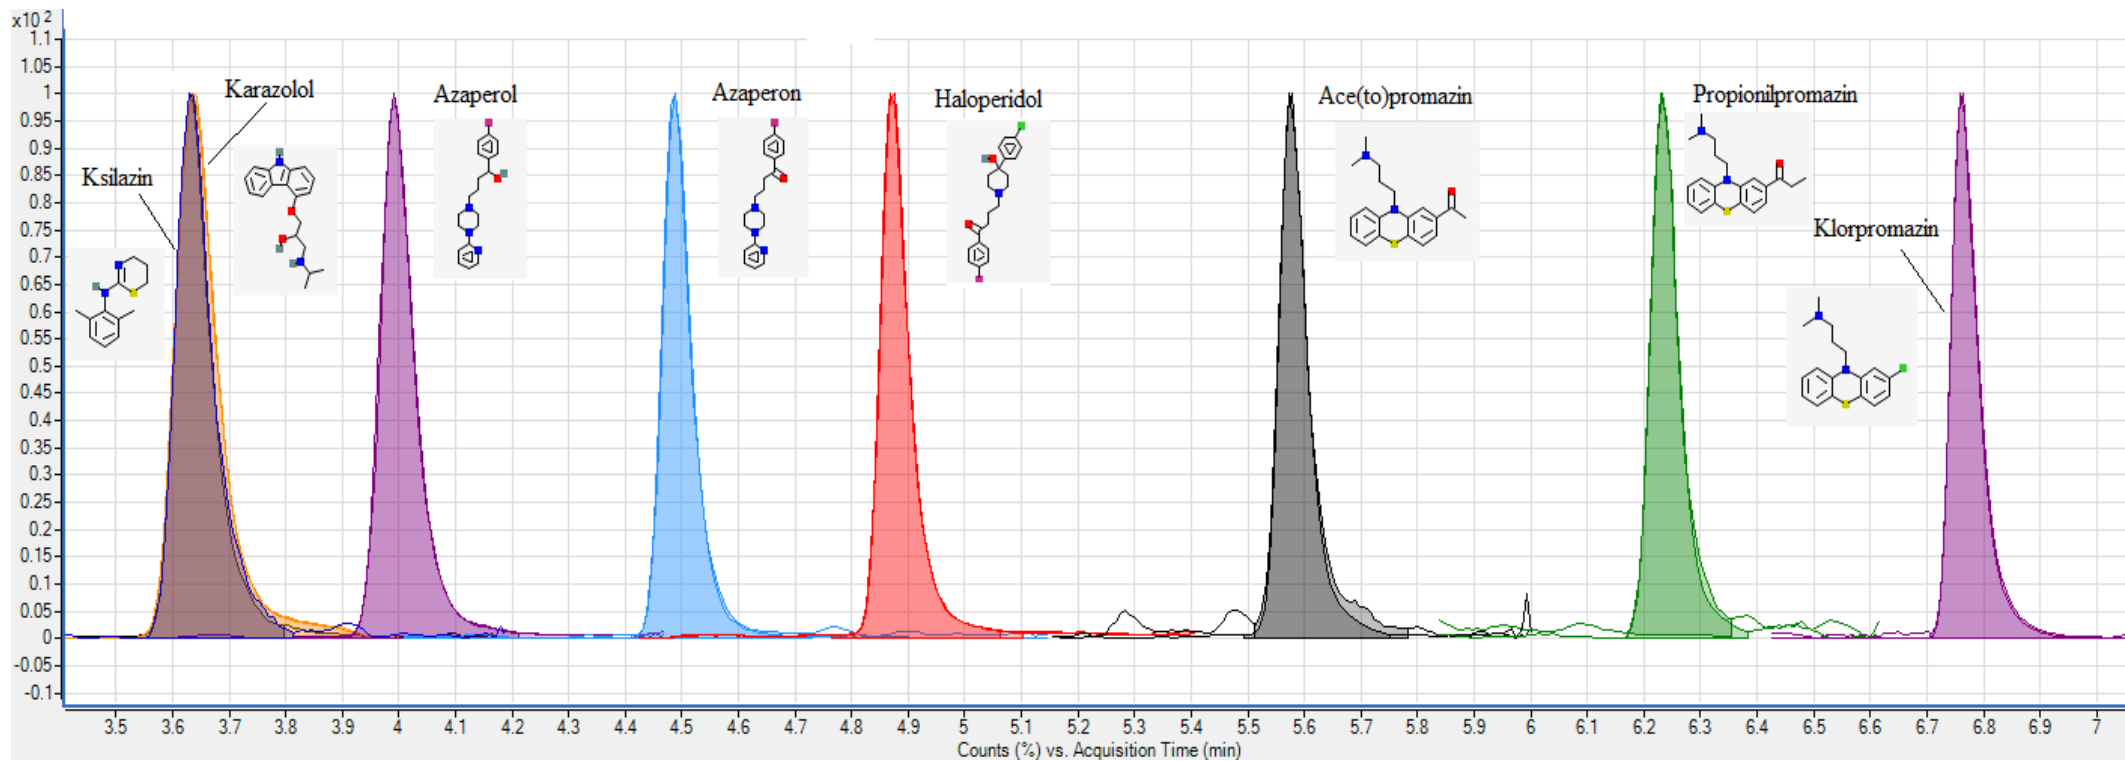 x10 2
1.1
1.05
1
0.95
0.9
0.85
0.8
0.75
0.7
0.65
0.6
0.55
0.5
0.45
0.4
0.35
0.3
0.25
0.2
0.15
0.1
0.05
0
-0.05
-0.1
Ksilazin
Karazolol
Azaperol
Azaperon
Haloperidol
Ace(to)promazin
Propionilpromazin
Klorpromazin
3.5 3.6 3.7 3.8 3.9 4 4.1 4.2 4.3 4.4 4.5 4.6 4.7 4.8 4.9 5 5.1 5.2 5.3 5.4 5.5 5.6 5.7 5.8 5.9 6 6.1 6.2 6.3 6.4 6.5 6.6 6.7 6.8 6.9 7
Counts (%) vs. Acquisition Time (min)